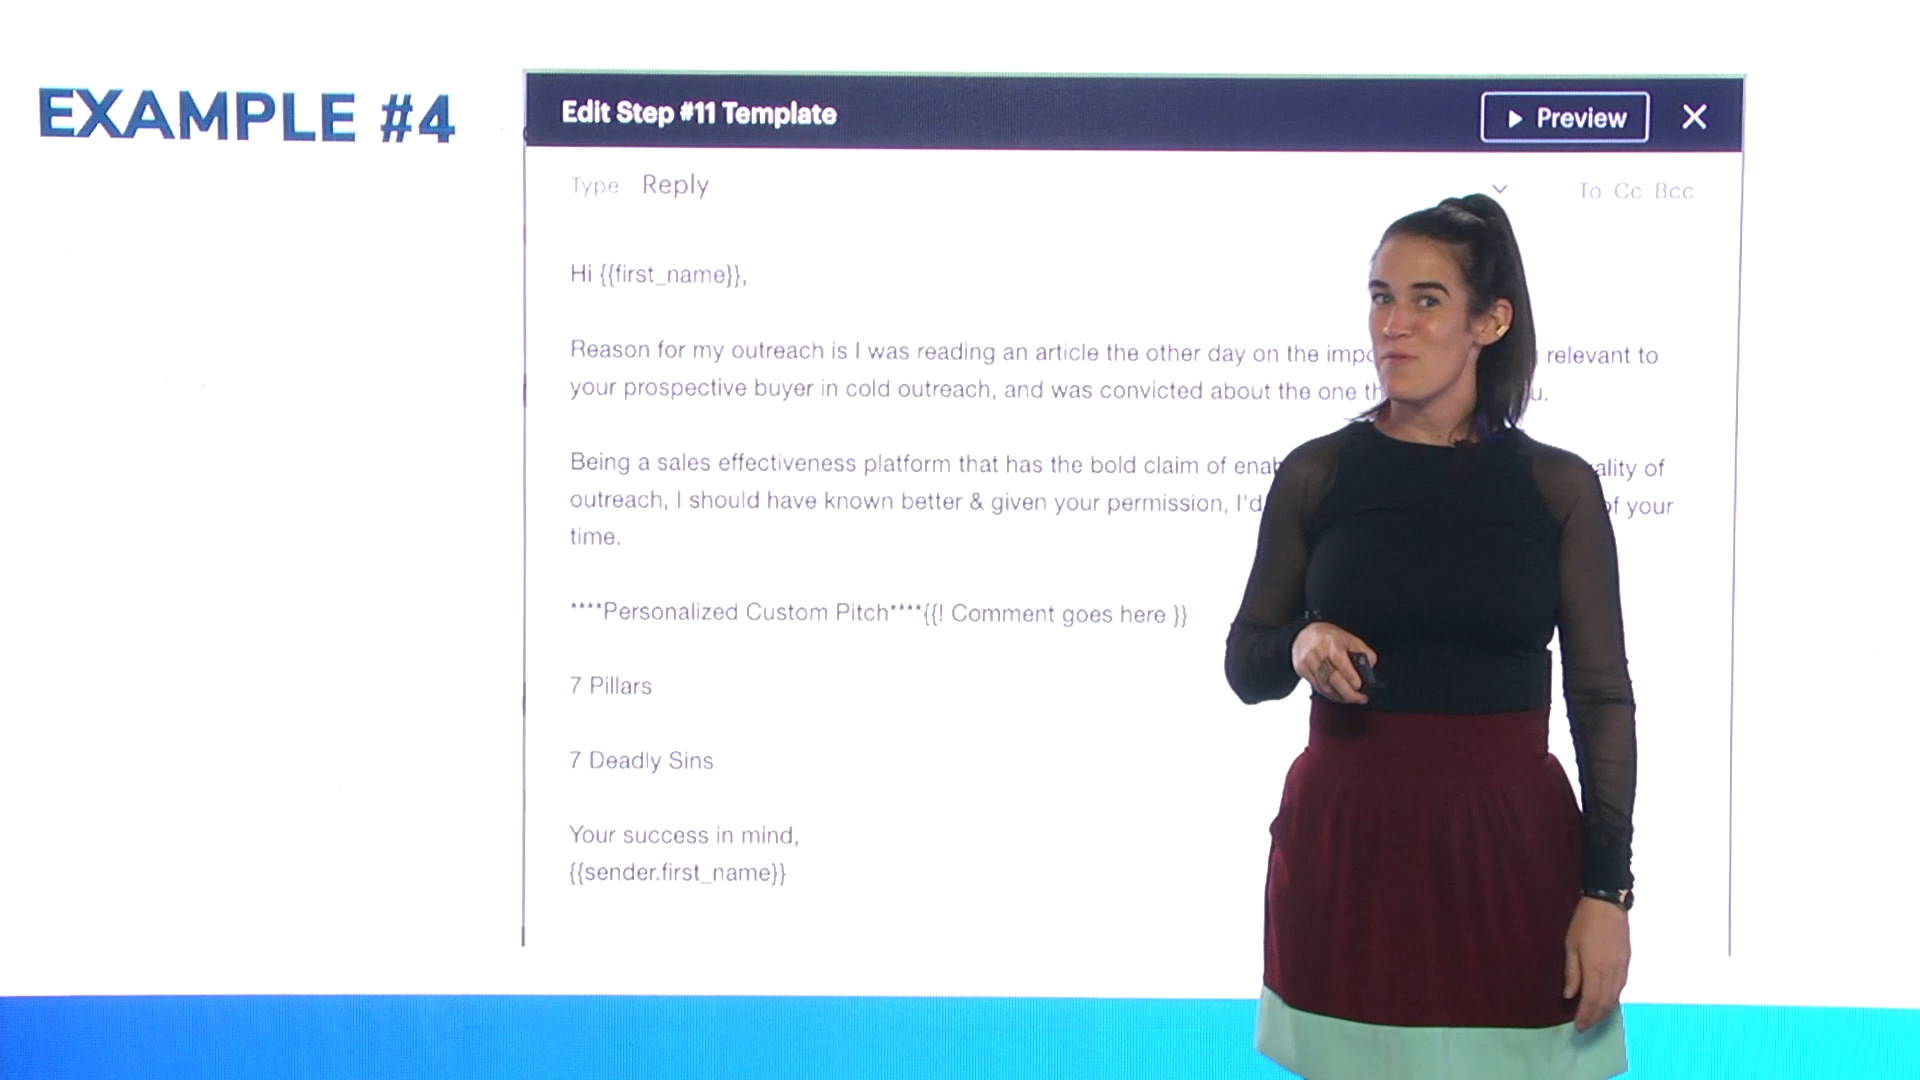 EXAMPLE #4
Edit Step #11 Template
Preview
Type Reply
To Cc Bcc
Hi {{first_name}},
Reason for my outreach is I was reading an article the other day on the relevant to
your prospective buyer in cold outreach, and was convicted about the one
Being a sales effectiveness platform that has the bold claim of of
outreach, I should have known better & given your permission, I'd of your
time.
****Personalized Custom Pitch****{{! Comment goes here }}
7 Pillars
7 Deadly Sins
Your success in mind,
{{sender.first_name}}